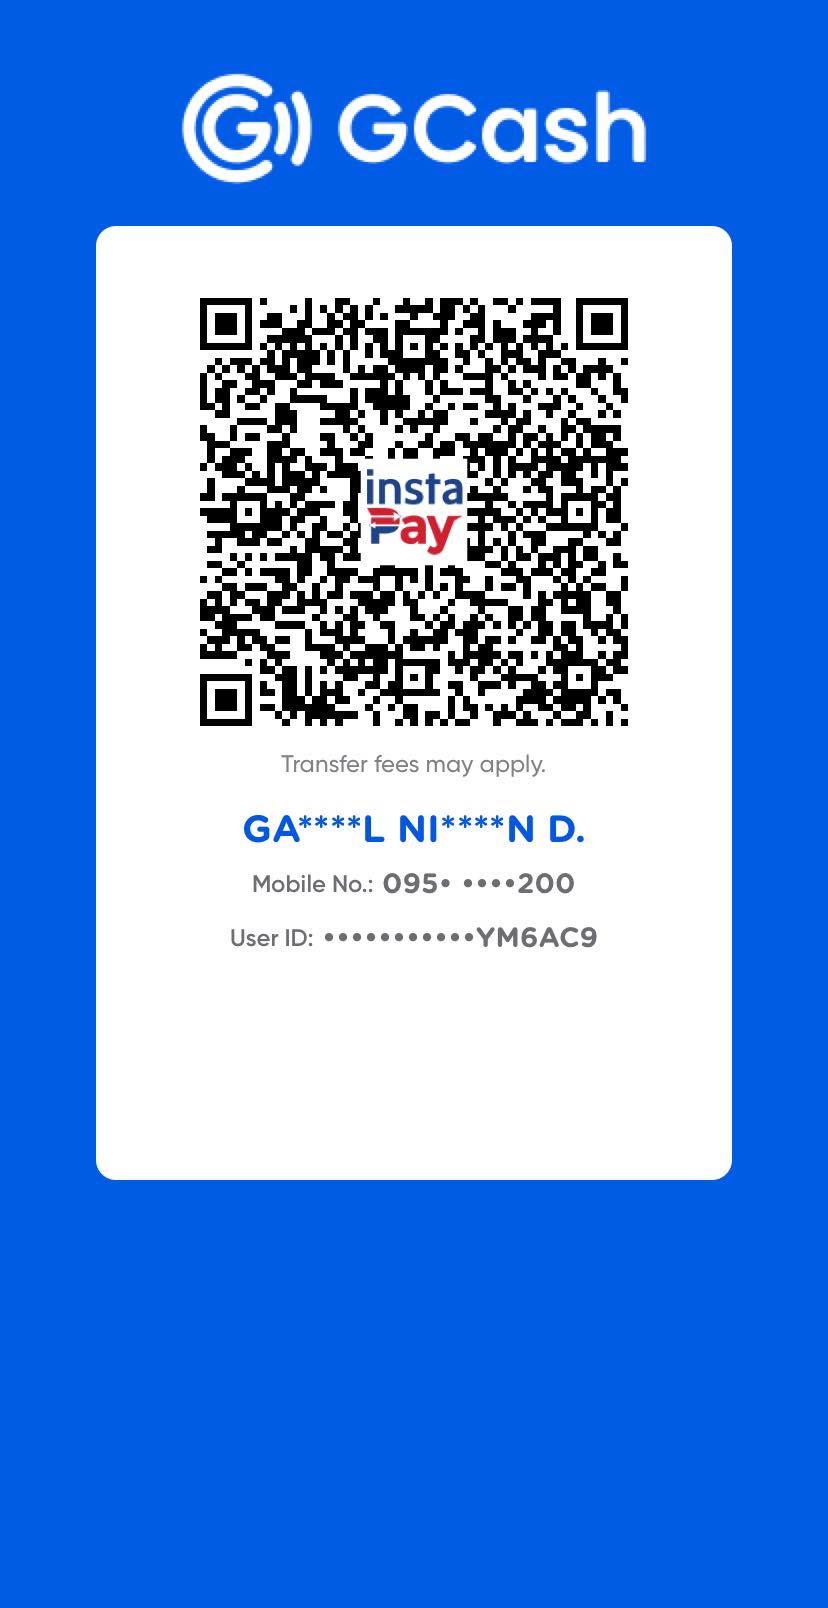 GCash
insta
Pay
Transfer fees may apply.
GA****L NI****N D.
Mobile No.: 095• ••••200
User ID: •••••••••••YM6AC9